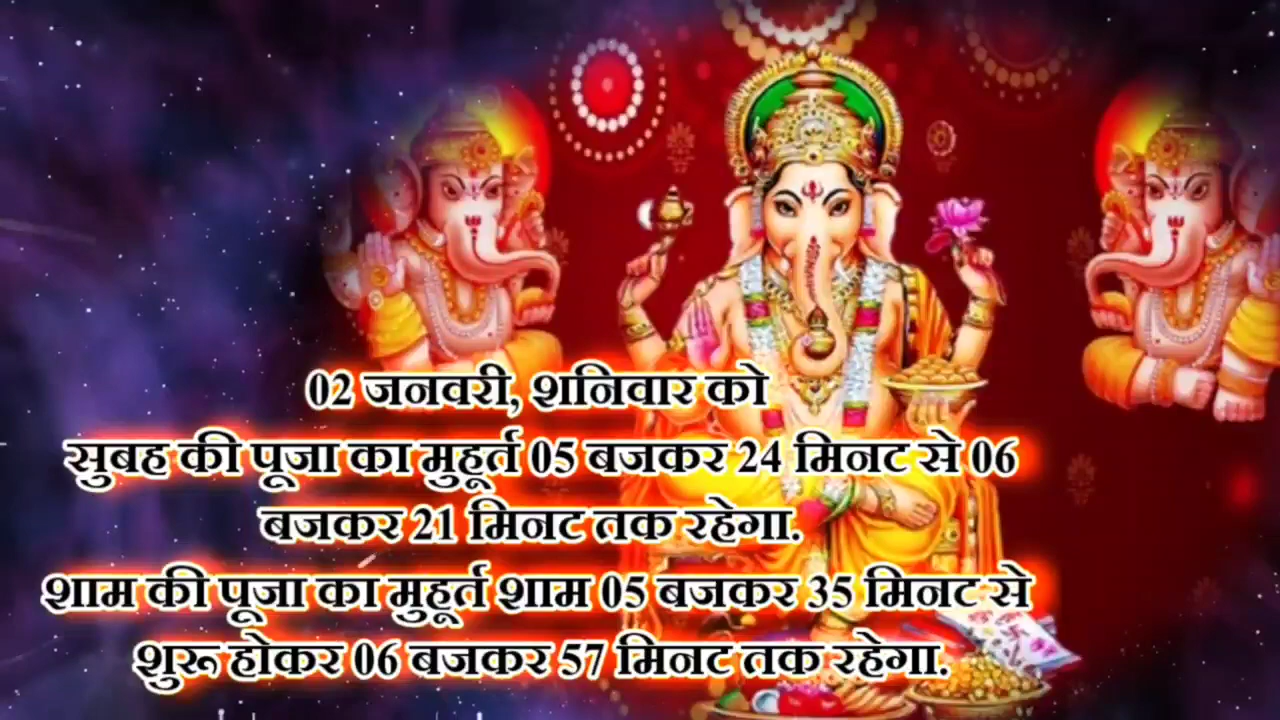 02 जनवरी, शनिवार को
सुबह की पूजा का मुहूर्त 05 बजकर 24 मिनट से 06
बजकर 21 मिनट तक रहेगा.
शाम की पूजा का मुहूर्त शाम 05 बजकर 35 मिनट से
शुरू होकर 06 बजकर 57 मिनट तक रहेगा.